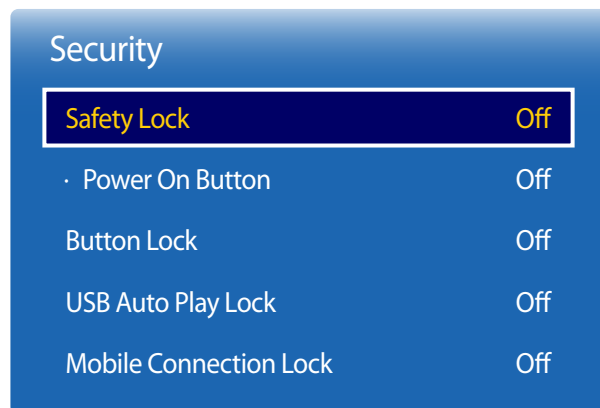 Security
Safety Lock Off
· Power On Button Off
Button Lock Off
USB Auto Play Lock Off
Mobile Connection Lock Off